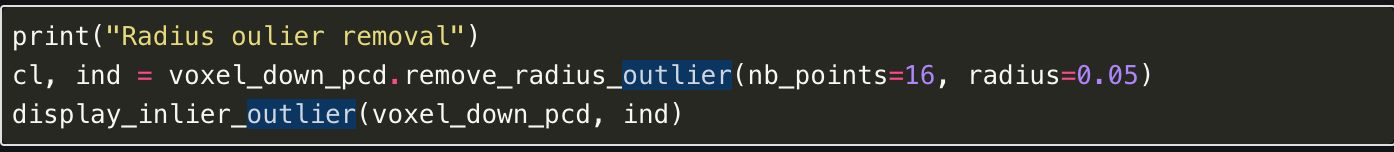 print("Radius oulier removal")
cl, ind = voxel_down_pcd.remove_radius_outlier(nb_points=16, radius=0.05)
display_inlier_outlier(voxel_down_pcd, ind)